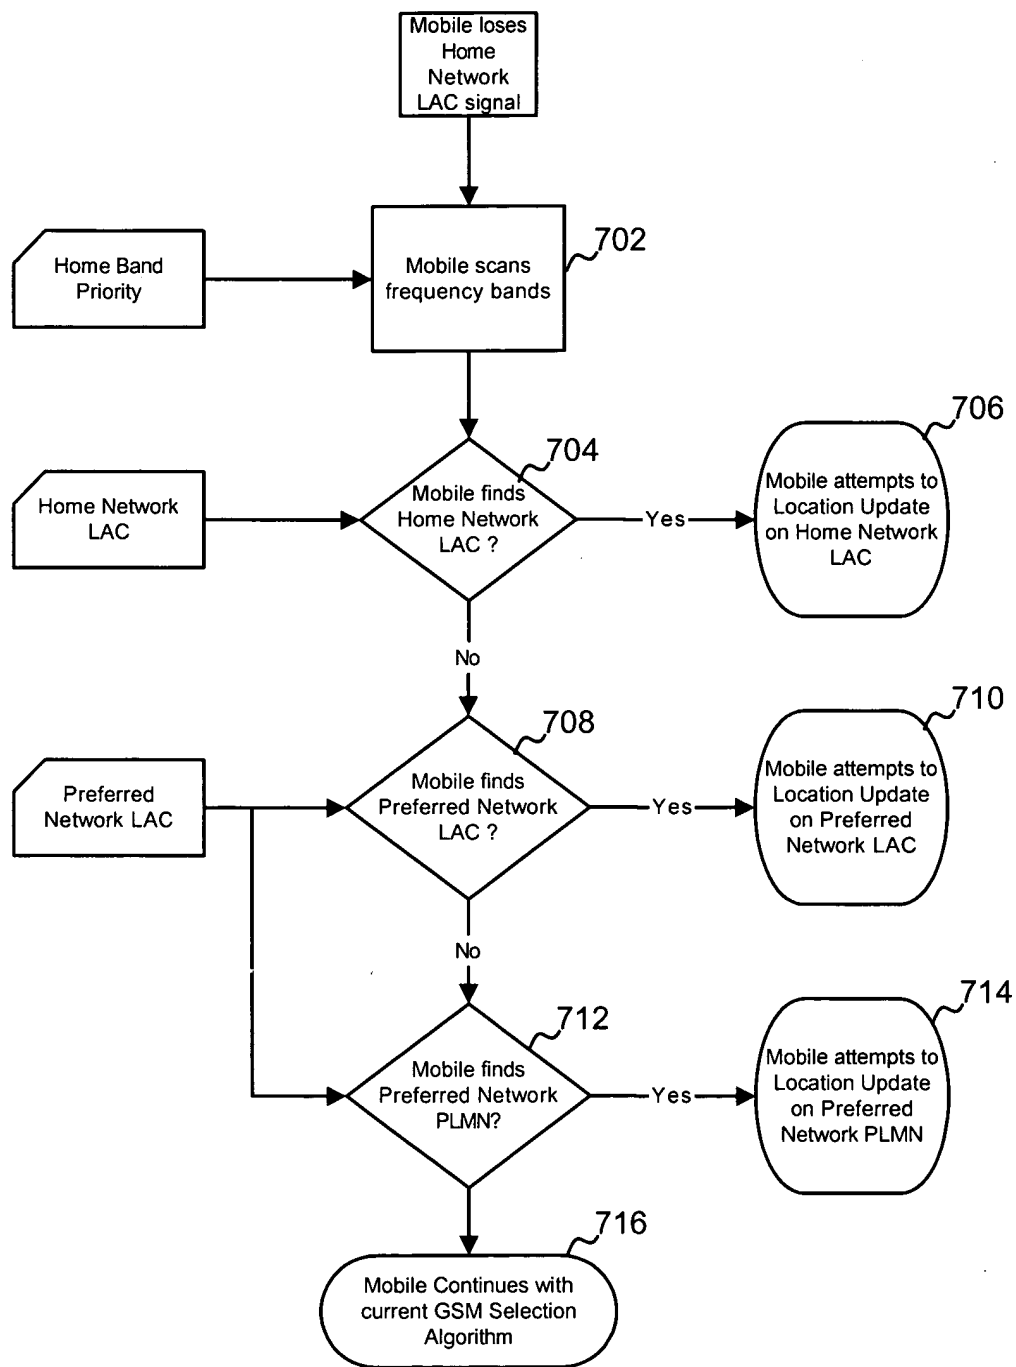 Mobile loses
Home
Network
LAC signal
702
Home Band
Priority
Mobile scans
frequency bands
706
704
Home Network
LAC
Mobile finds
Home Network
LAC ?
Yes
Mobile attempts to
Location Update
on Home Network
LAC
No
710
708
Preferred
Network LAC
Mobile finds
Preferred Network
LAC ?
Yes
Mobile attempts to
Location Update
on Preferred
Network LAC
No
714
712
Mobile finds
Preferred Network
PLMN?
Yes
Mobile attempts to
Location Update
on Preferred
Network PLMN
716
Mobile Continues with
current GSM Selection
Algorithm